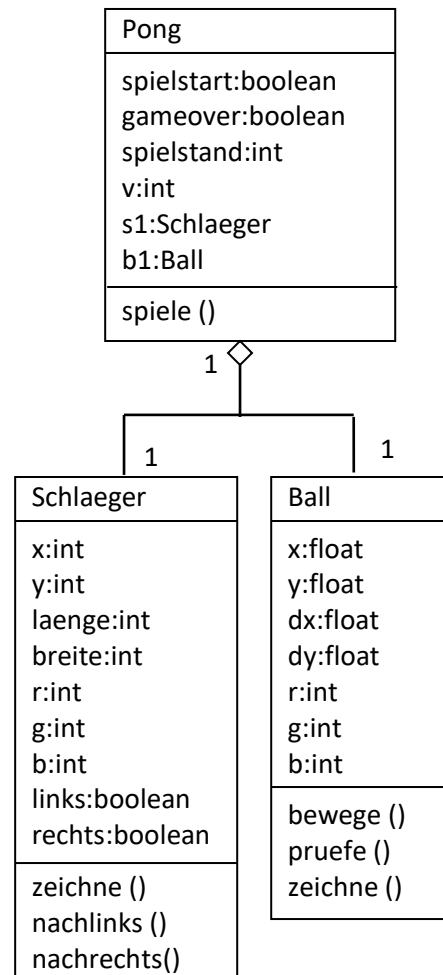 Pong
spielstart:boolean
gameover:boolean
spielstand:int
v:int
s1:Schlaeger
b1:Ball
spiele ()
1
1
1
Schlaeger
x:int
y:int
laenge:int
breite:int
r:int
g:int
b:int
links:boolean
rechts:boolean
zeichne ()
nachlinks ()
nachrechts()
Ball
x:float
y:float
dx:float
dy:float
r:int
g:int
b:int
bewege ()
pruefe ()
zeichne ()